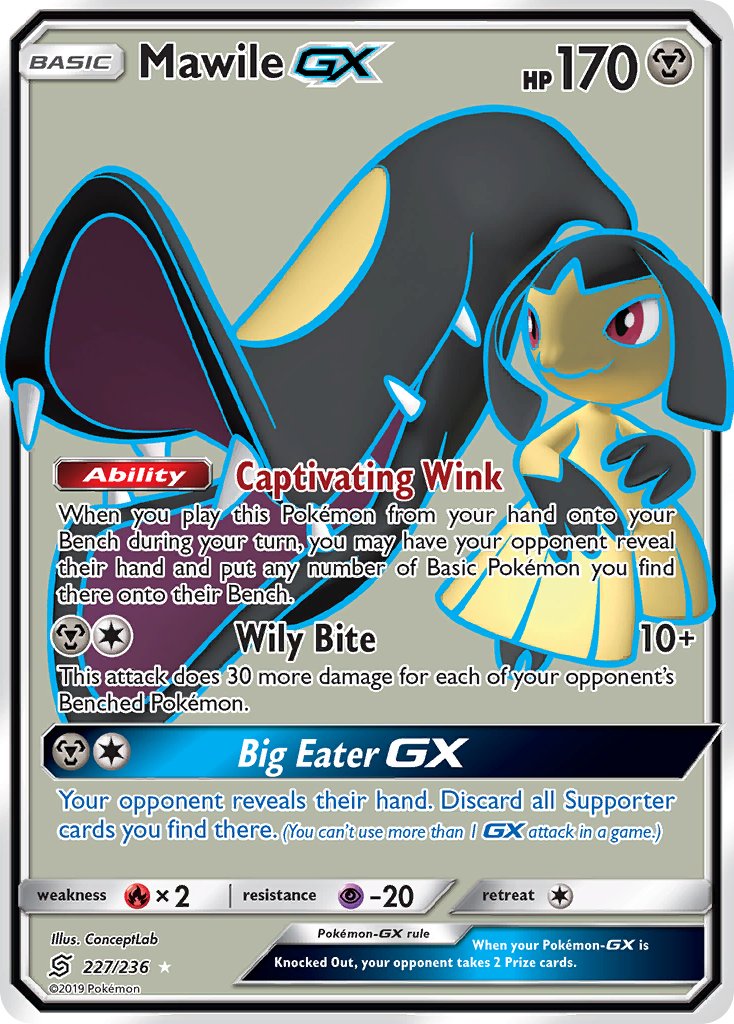 BASIC Mawile GX HP 170
Ability Captivating Wink
When you play this Pokémon from your hand onto your
Bench during your turn, you may have your opponent reveal
their hand and put any number of Basic Pokémon you find
there onto their Bench.
Wily Bite 10+
This attack does 30 more damage for each of your opponent's
Benched Pokémon.
Big Eater GX
Your opponent reveals their hand. Discard all Supporter
cards you find there. (You can't use more than 1 GX attack in a game.)
weakness ×2 resistance -20 retreat
Illus. ConceptLab
227/236
©2019 Pokémon
Pokémon-GX rule
When your Pokémon-GX is
Knocked Out, your opponent takes 2 Prize cards.